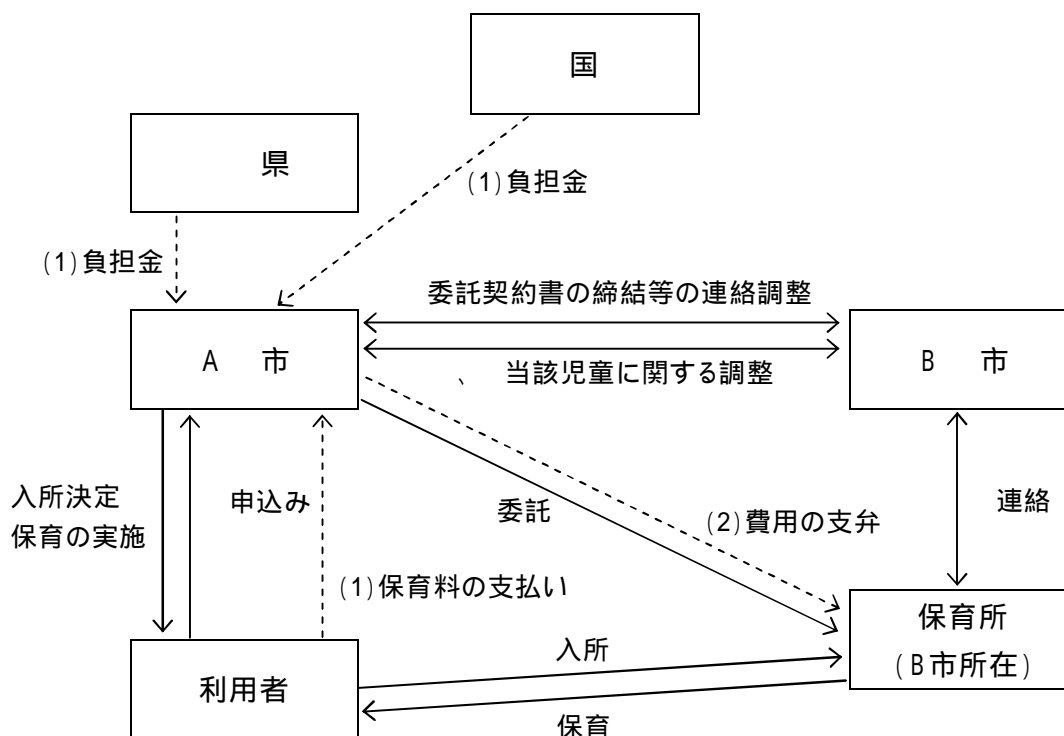 国
県
(1)負担金
(1)負担金
委託契約書の締結等の連絡調整
A 市
B 市
、 当該児童に関する調整
入所決定
保育の実施
申込み
委託
(2)費用の支弁
連絡
(1)保育料の支払い
保育所
(B市所在)
入所
利用者
保育